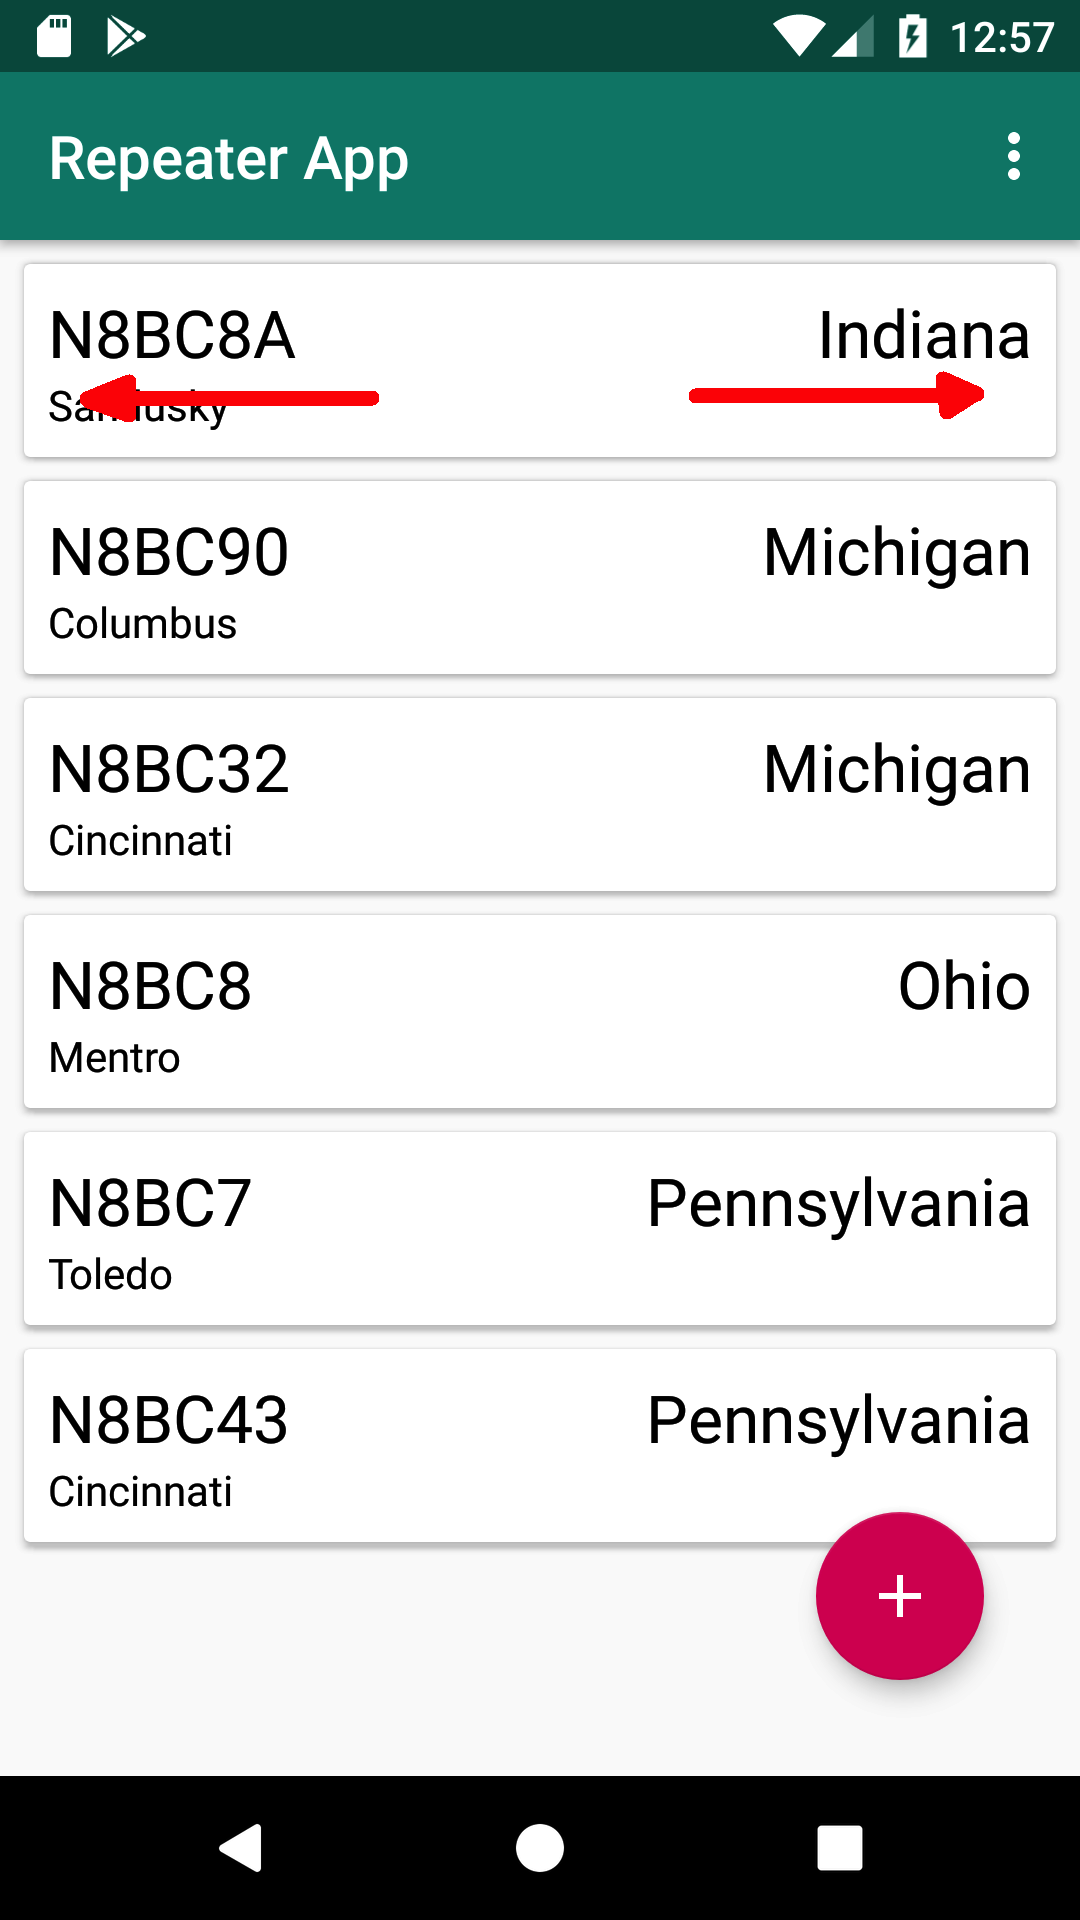 12:57
Repeater App
N8BC8A Indiana
Sandusky
N8BC90 Michigan
Columbus
N8BC32 Michigan
Cincinnati
N8BC8 Ohio
Mentro
N8BC7 Pennsylvania
Toledo
N8BC43 Pennsylvania
Cincinnati